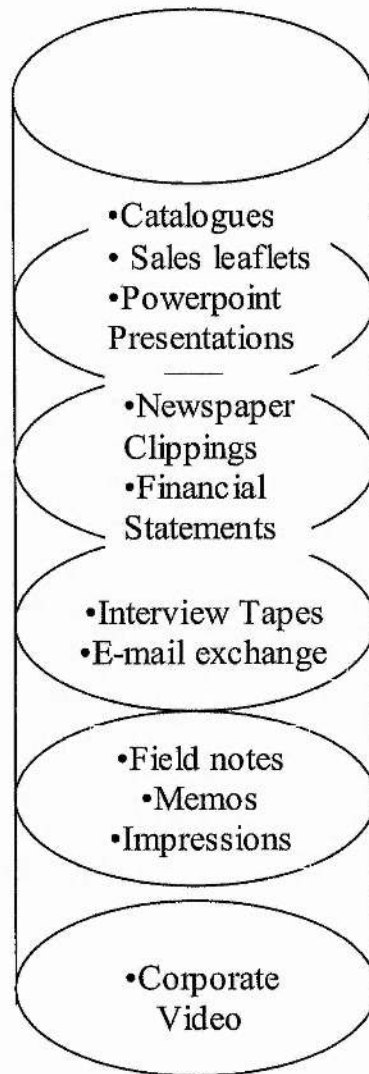 •Catalogues
• Sales leaflets
•Powerpoint
Presentations
•Newspaper
Clippings
•Financial
Statements
•Interview Tapes
•E-mail exchange
•Field notes
•Memos
•Impressions
•Corporate
Video